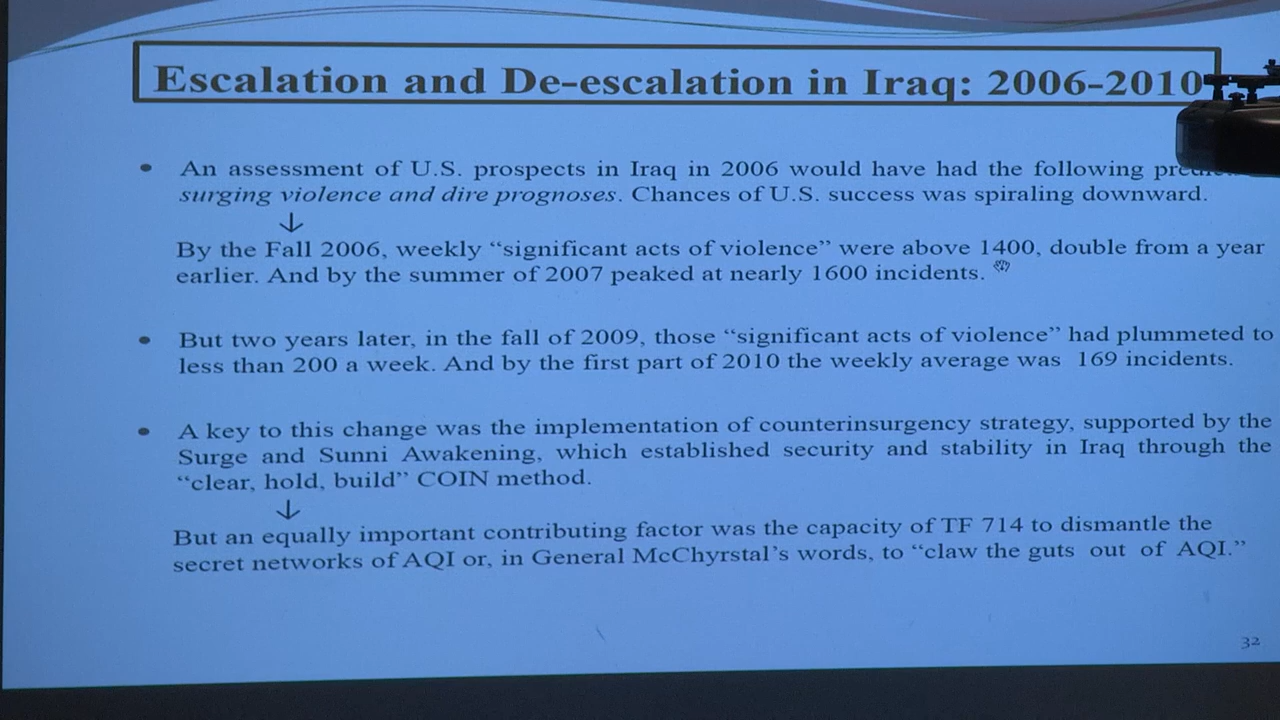 Escalation and De-escalation in Iraq: 2006-2010
• An assessment of U.S. prospects in Iraq in 2006 would have had the following
surging violence and dire prognoses. Chances of U.S. success was spiraling downward.
↓
By the Fall 2006, weekly “significant acts of violence” were above 1400, double from a year
earlier. And by the summer of 2007 peaked at nearly 1600 incidents.
• But two years later, in the fall of 2009, those “significant acts of violence” had plummeted to
less than 200 a week. And by the first part of 2010 the weekly average was 169 incidents.
• A key to this change was the implementation of counterinsurgency strategy, supported by the
Surge and Sunni Awakening, which established security and stability in Iraq through the
“clear, hold, build” COIN method.
↓
But an equally important contributing factor was the capacity of TF 714 to dismantle the
secret networks of AQI or, in General McChyrstal’s words, to “claw the guts out of AQI.”
32